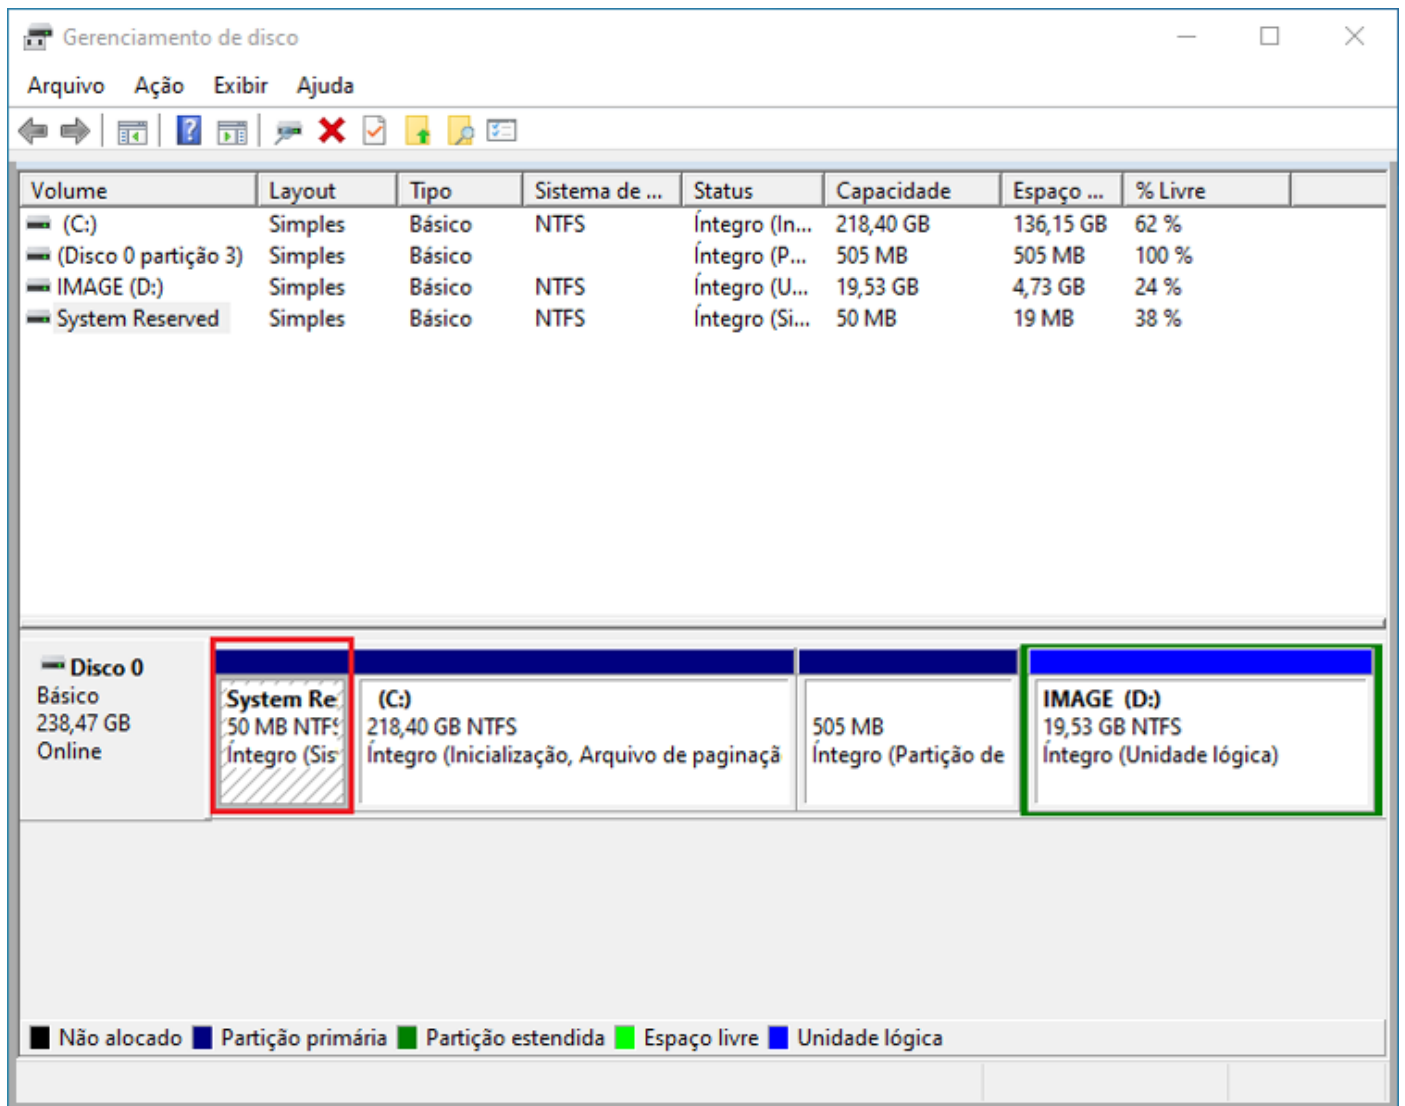 Gerenciamento de disco
Arquivo Ação Exibir Ajuda
Volume Layout Tipo Sistema de ... Status Capacidade Espaço ... % Livre
(C:) Simples Básico NTFS Íntegro (In... 218,40 GB 136,15 GB 62 %
(Disco 0 partição 3) Simples Básico Íntegro (P... 505 MB 505 MB 100 %
IMAGE (D:) Simples Básico NTFS Íntegro (U... 19,53 GB 4,73 GB 24 %
System Reserved Simples Básico NTFS Íntegro (Si... 50 MB 19 MB 38 %
Disco 0
Básico
238,47 GB
Online
System Re
50 MB NTFS
Íntegro (Sis
(C:)
218,40 GB NTFS
Íntegro (Inicialização, Arquivo de paginaçã
505 MB
Íntegro (Partição de
IMAGE (D:)
19,53 GB NTFS
Íntegro (Unidade lógica)
Não alocado Partição primária Partição estendida Espaço livre Unidade lógica